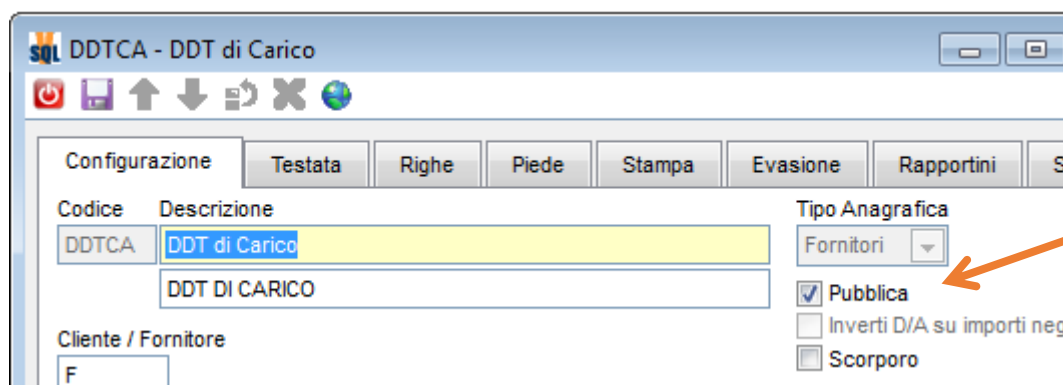 SQL DDTCA - DDT di Carico
Configurazione Testata Righe Piede Stampa Evasione Rapportini S
Codice Descrizione Tipo Anagrafica
DDTCA DDT di Carico Fornitori
DDT DI CARICO Pubblica
Inverti D/A su importi neg
Cliente / Fornitore Scorporo
F